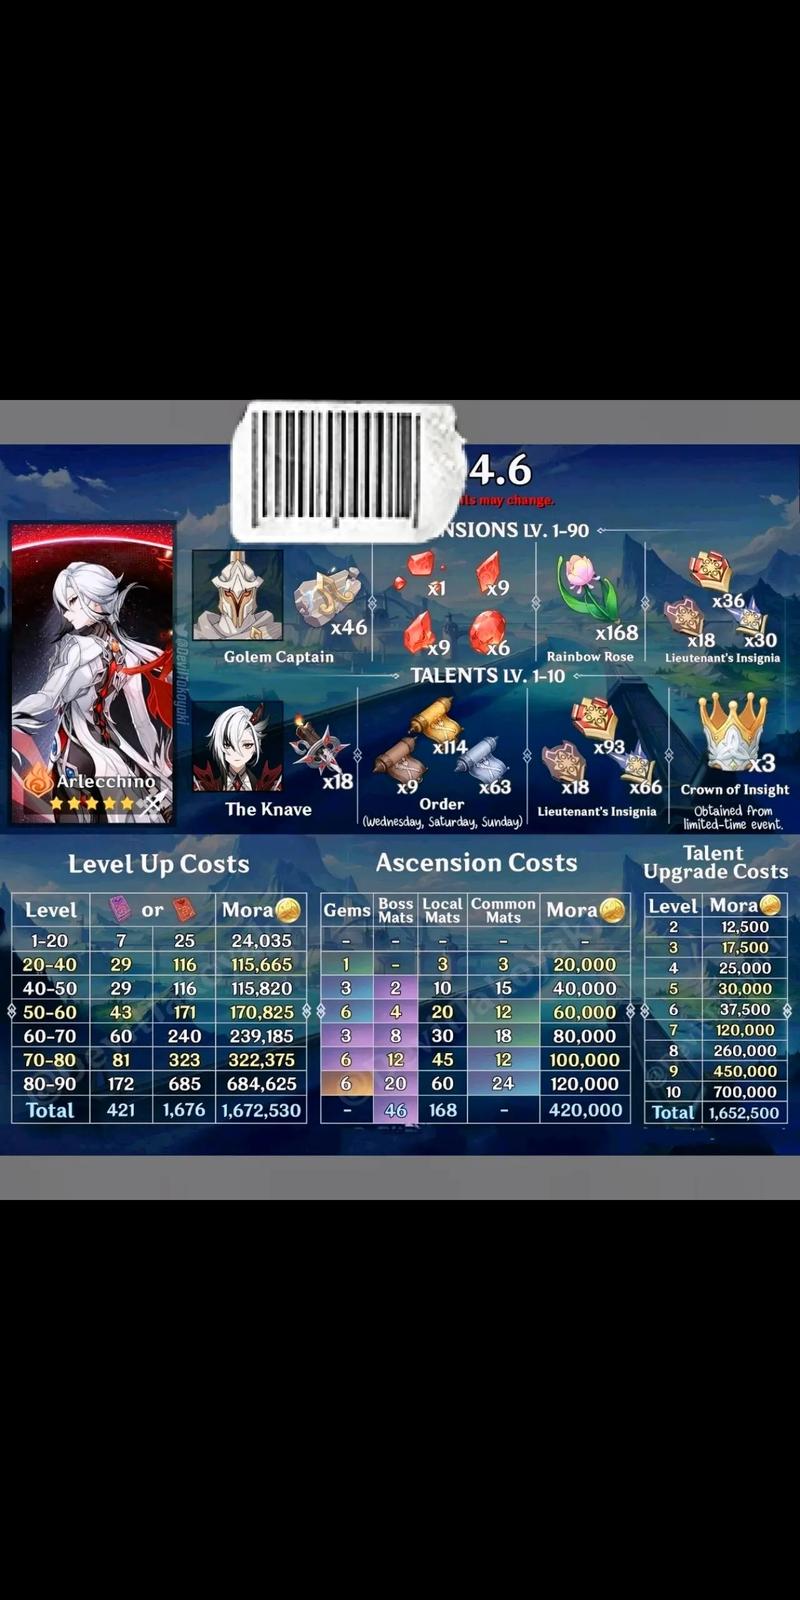 4.6
ils may change.
NSIONS LV. 1-90
x46
Golem Captain
x1
x9
x9
x6
x168
Rainbow Rose
x36
x18
x30
Lieutenant's Insignia
TALENTS LV. 1-10
@DevilTakoyaki
Arlecchino
x18
The Knave
x114
x9
x63
Order
(Wednesday, Saturday, Sunday)
x93
x18
x66
Lieutenant's Insignia
x3
Crown of Insight
Obtained from
limited-time event.
Level Up Costs
Level or Mora
1-20 7 25 24,035
20-40 29 116 115,665
40-50 29 116 115,820
50-60 43 171 170,825
60-70 60 240 239,185
70-80 81 323 322,375
80-90 172 685 684,625
Total 421 1,676 1,672,530
Ascension Costs
Gems Boss Mats Local Mats Common Mats Mora
- - - - -
1 - 3 3 20,000
3 2 10 15 40,000
6 4 20 12 60,000
3 8 30 18 80,000
6 12 45 12 100,000
6 20 60 24 120,000
- 46 168 - 420,000
Talent
Upgrade Costs
Level Mora
2 12,500
3 17,500
4 25,000
5 30,000
6 37,500
7 120,000
8 260,000
9 450,000
10 700,000
Total 1,652,500